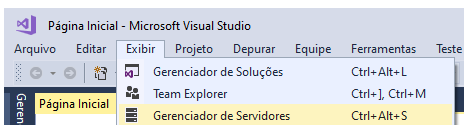 Página Inicial - Microsoft Visual Studio
Arquivo Editar Exibir Projeto Depurar Equipe Ferramentas Teste
Gerenciador de Soluções Ctrl+Alt+L
Página Inicial Team Explorer Ctrl+], Ctrl+M
Gerenciador de Servidores Ctrl+Alt+S